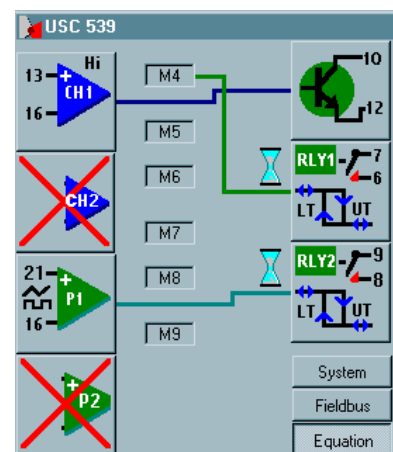 USC 539
13 + Hi
CH1
16 -
M4
10
12
M5
CH2
M6
RLY1 - 7
6
LT UT
M7
21 - +
P1
16 -
M8
RLY2 - 9
8
LT UT
M9
+
P2
System
Fieldbus
Equation